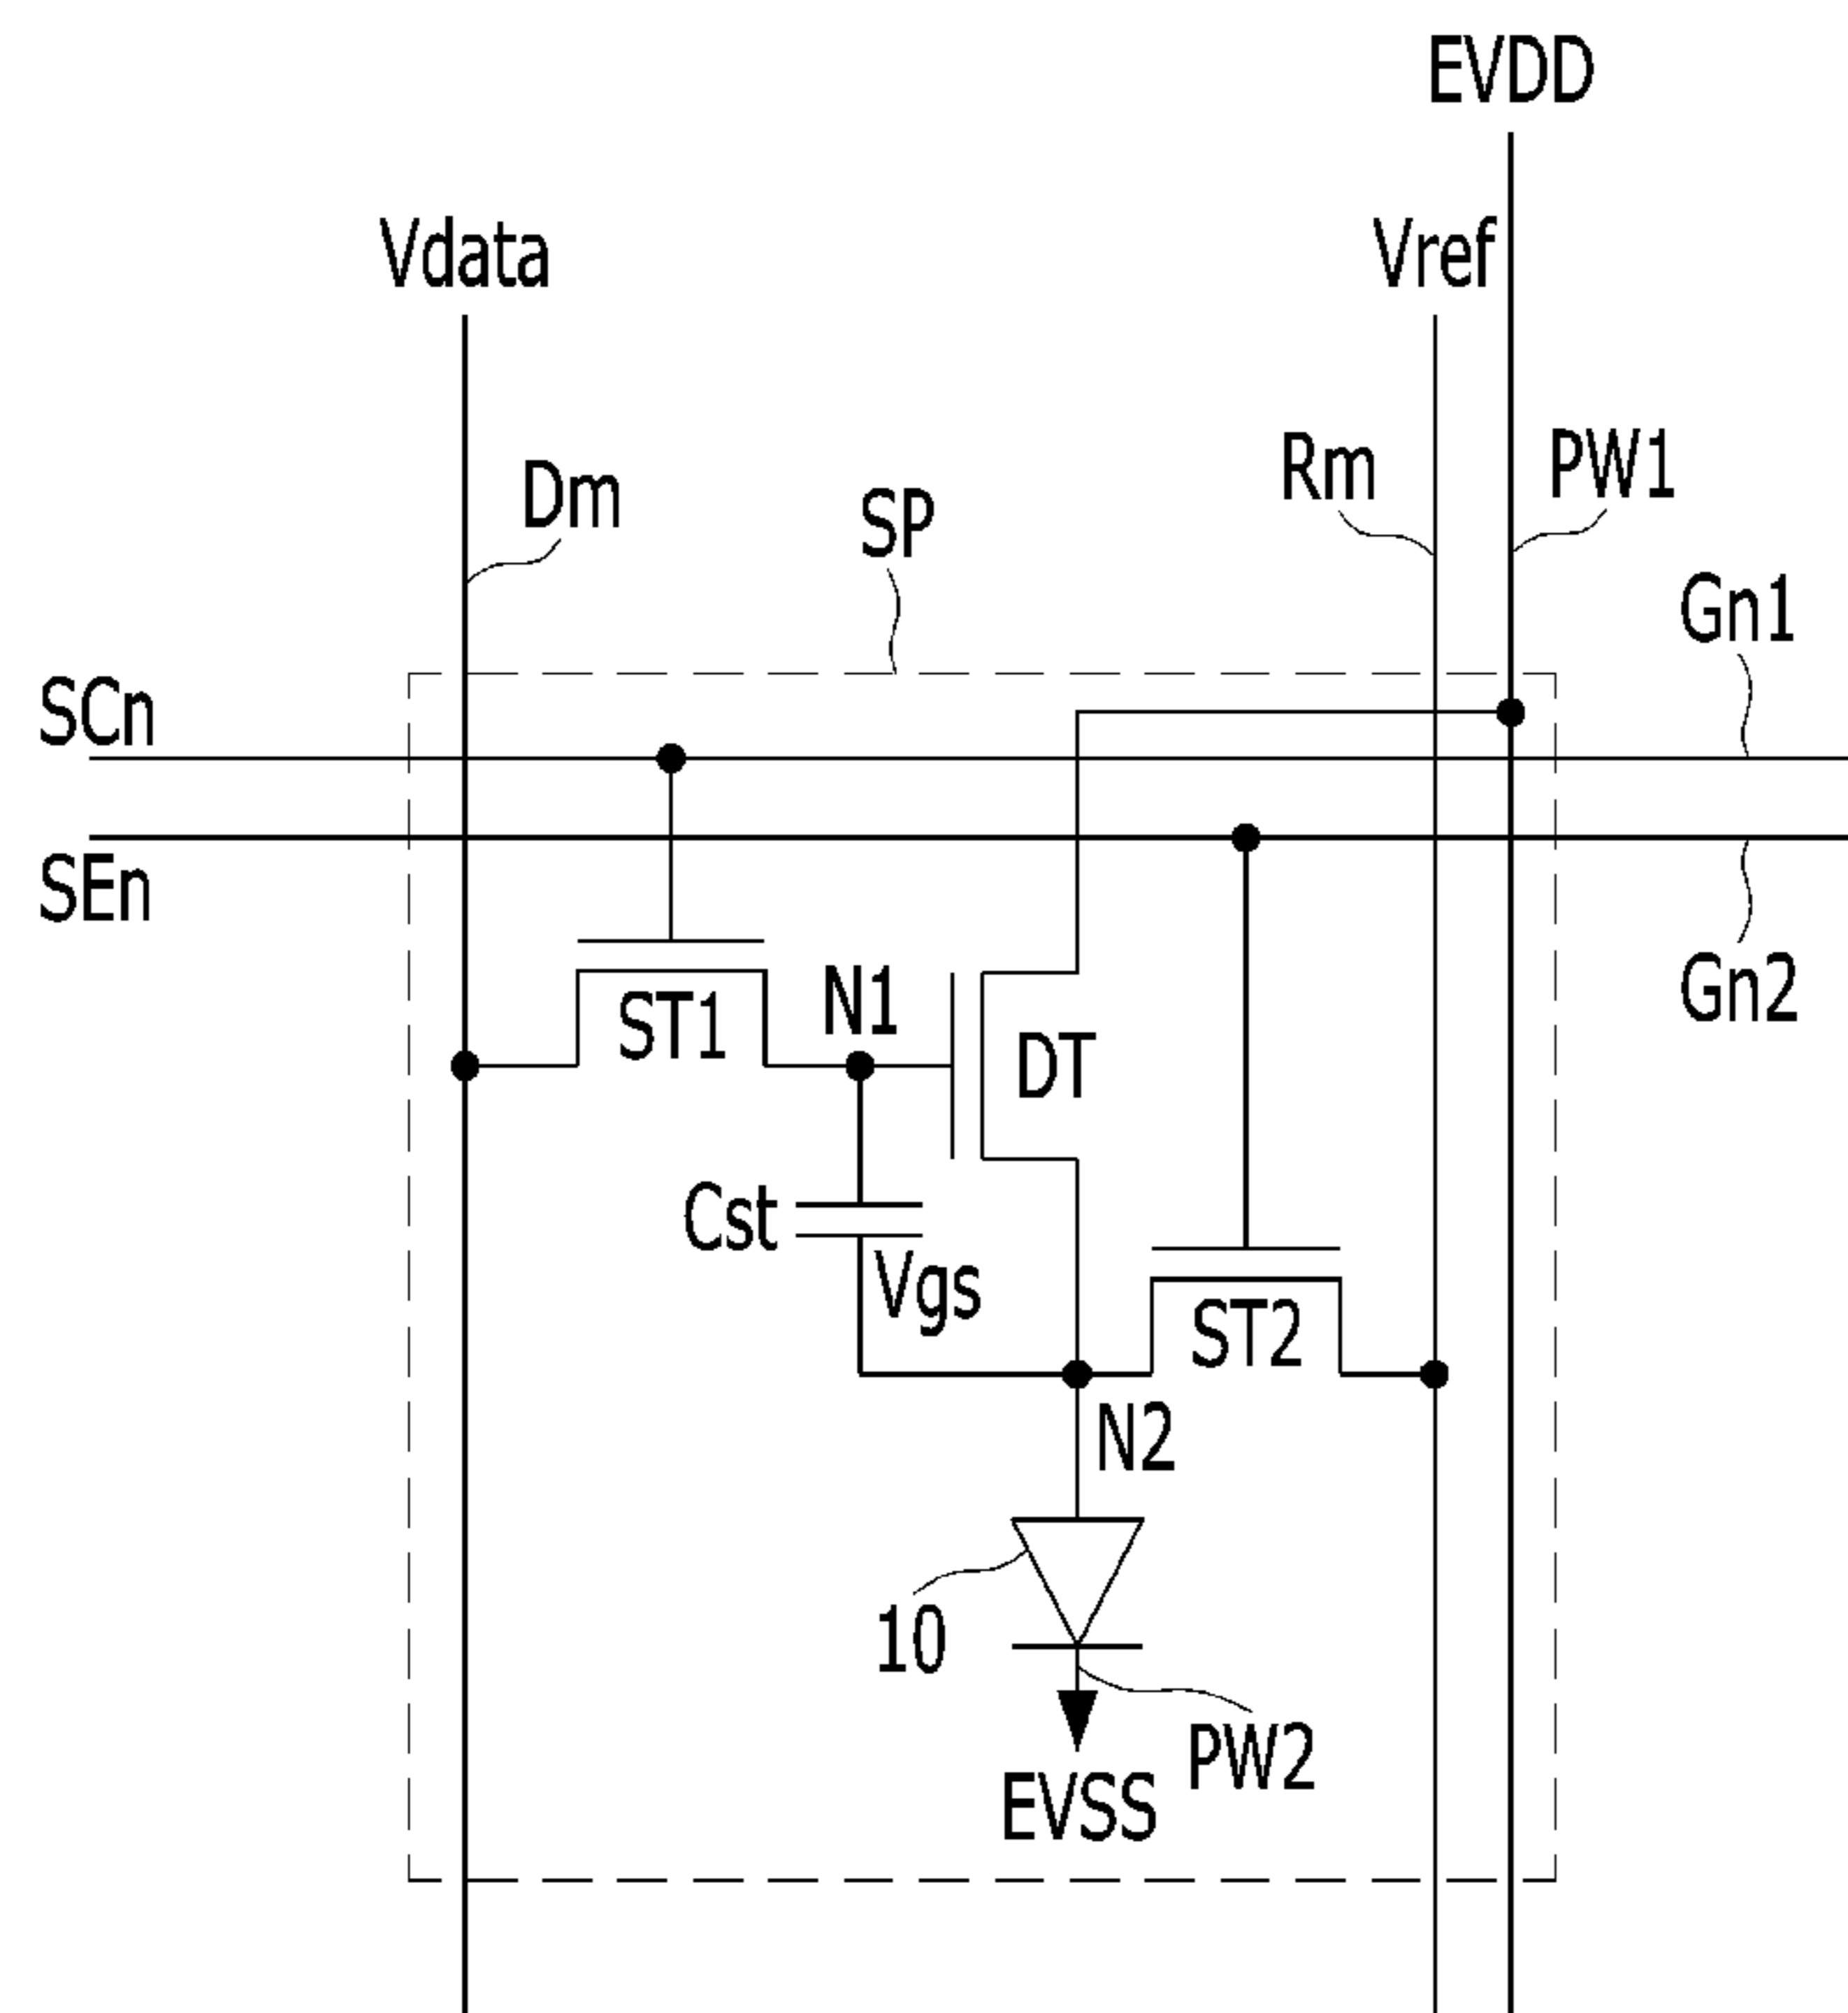 EVDD
Vdata
Vref
Dm
SP
Rm
PW1
Gn1
SCn
SEn
Gn2
ST1
N1
DT
Cst
Vgs
ST2
N2
10
PW2
EVSS